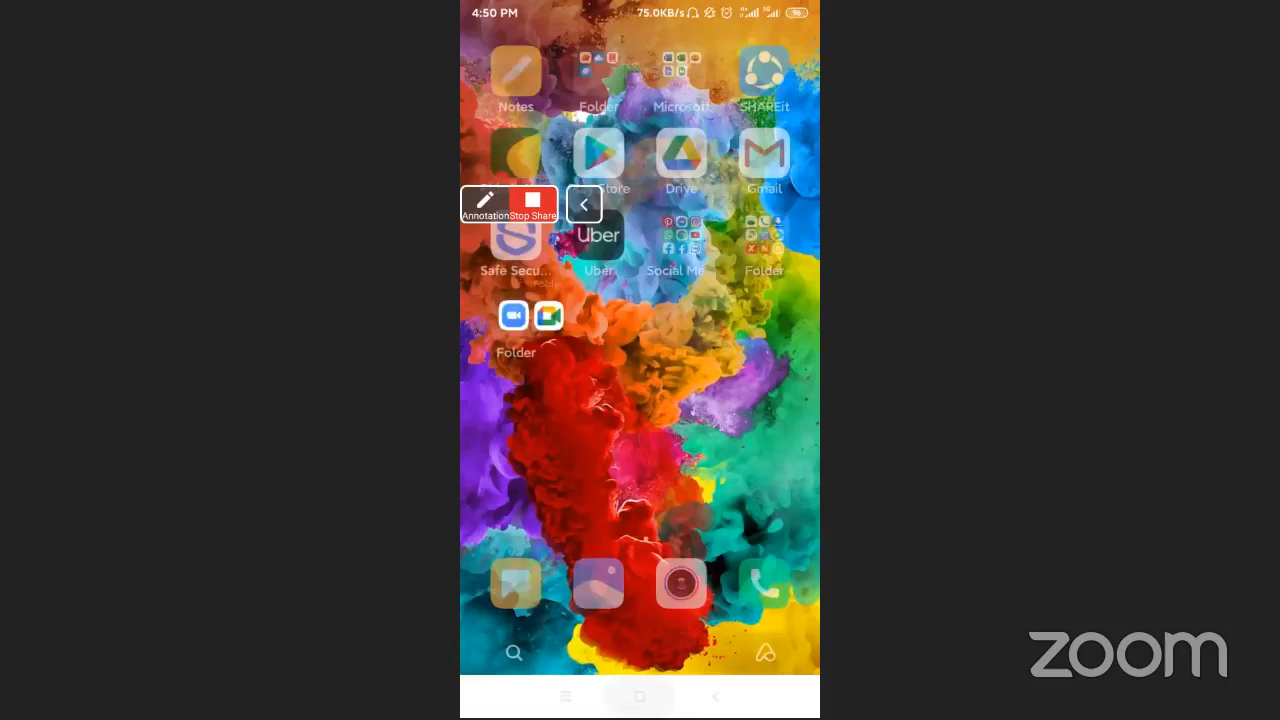 4:50 PM 75.0KB/s 96
Notes Folder Microsoft SHAREit
Store Drive Gmail
Annotation Stop Share
Uber
Safe Secu... Uber Social Me Folder
Folder
zoom